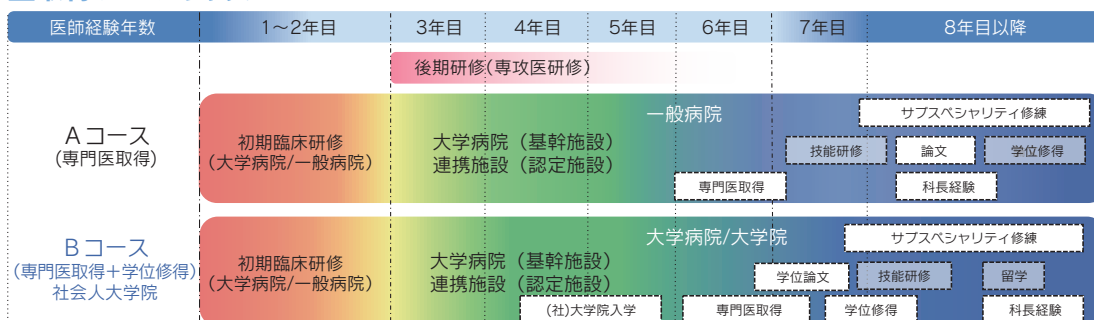 医師経験年数 1~2年目 3年目 4年目 5年目 6年目 7年目 8年目以降
後期研修(専攻医研修)
Aコース
(専門医取得)
初期臨床研修
(大学病院/一般病院)
大学病院(基幹施設)
連携施設(認定施設)
一般病院
サブスペシャリティ修練
技能研修 論文 学位修得
専門医取得 科長経験
Bコース
(専門医取得+学位修得)
社会人大学院
初期臨床研修
(大学病院/一般病院)
大学病院(基幹施設)
連携施設(認定施設)
大学病院/大学院
サブスペシャリティ修練
学位論文 技能研修 留学
(社)大学院入学 専門医取得 学位修得 科長経験